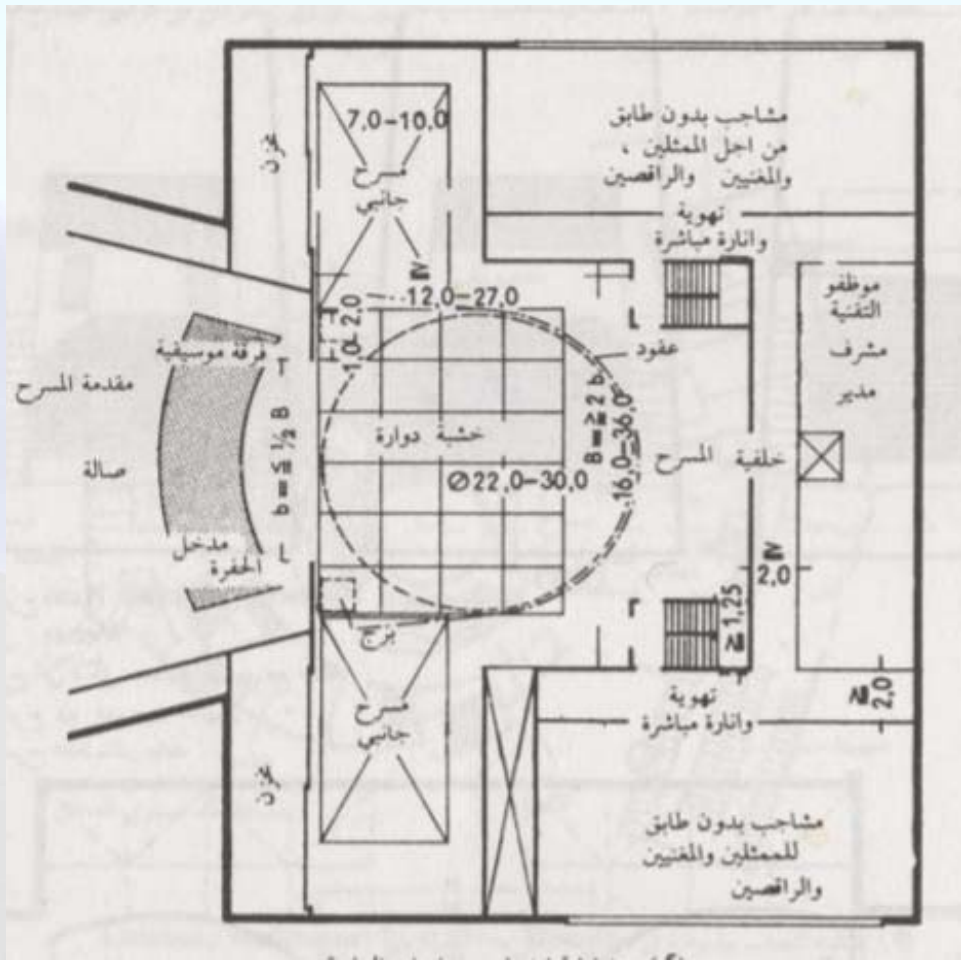 مشاجب بدون طابق
من اجل الممثلين ،
والمغنيين والراقصين
تهوية
وانارة مباشرة
مخزن
7,0–10,0
مسرح
جانبي
≧ 12,0–27,0
1,0–2,0
موظفو
التقنية
مشرف
مدير
عقود
فرقة موسيقية
مقدمة المسرح
صالة
مدخل
الحفرة
b = ≦ ½ B
خشبة دوارة
Ø22,0–30,0
B = ≧ 2 b
16,0–36,0
خلفية المسرح
≧ 2,0
≧ 1,25
برج
≧ 2,0
تهوية
وانارة مباشرة
مسرح
جانبي
مخزن
مشاجب بدون طابق
للممثلين والمغنيين
والراقصين